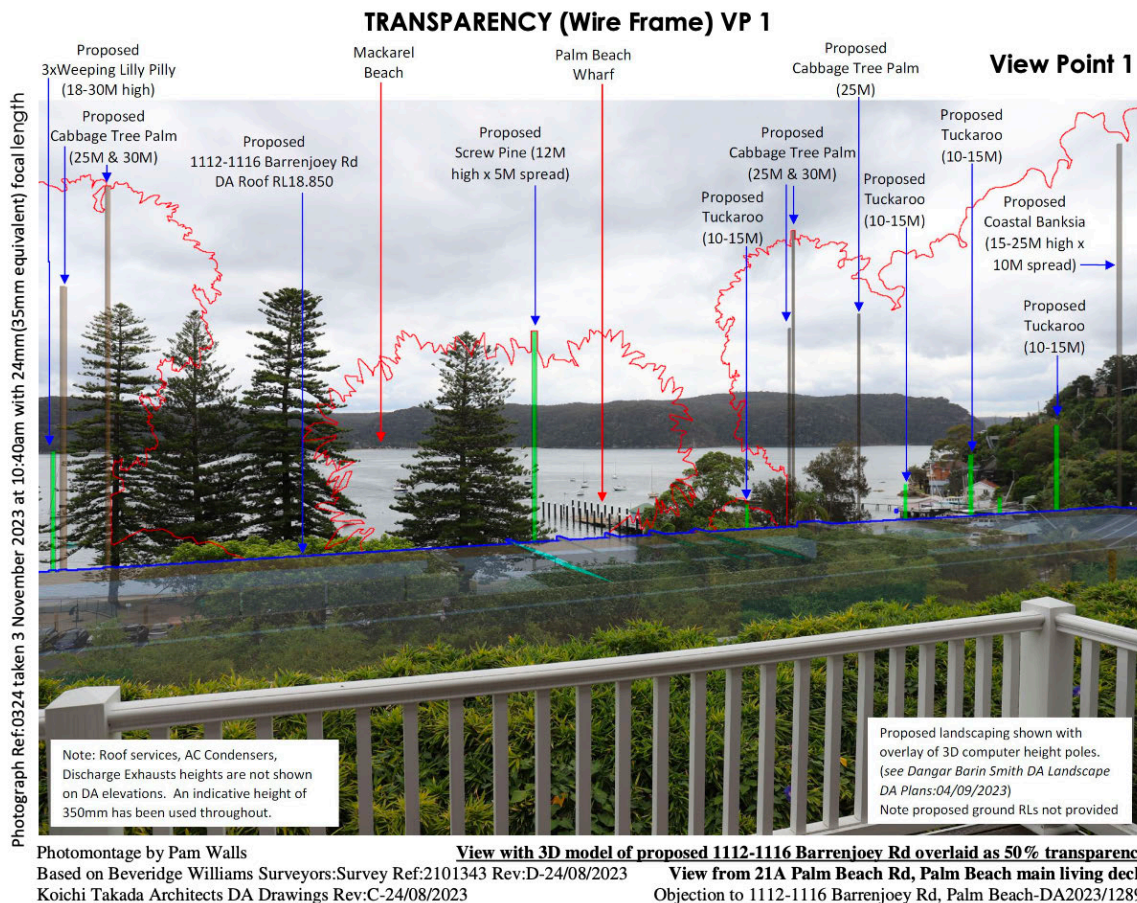 TRANSPARENCY (Wire Frame) VP 1
View Point 1
Proposed
3xWeeping Lilly Pilly
(18-30M high)
Proposed
Cabbage Tree Palm
(25M & 30M)
Mackarel
Beach
Proposed
1112-1116 Barrenjoey Rd
DA Roof RL18.850
Proposed
Screw Pine (12M
high x 5M spread)
Palm Beach
Wharf
Proposed
Cabbage Tree Palm
(25M & 30M)
Proposed
Tuckaroo
(10-15M)
Proposed
Cabbage Tree Palm
(25M)
Proposed
Tuckaroo
(10-15M)
Proposed
Tuckaroo
(10-15M)
Proposed
Coastal Banksia
(15-25M high x
10M spread)
Proposed
Tuckaroo
(10-15M)
Photograph Ref:0324 taken 3 November 2023 at 10:40am with 24mm(35mm equivalent) focal length
Note: Roof services, AC Condensers,
Discharge Exhausts heights are not shown
on DA elevations. An indicative height of
350mm has been used throughout.
Proposed landscaping shown with
overlay of 3D computer height poles.
(see Dangar Barin Smith DA Landscape
DA Plans:04/09/2023)
Note proposed ground RLs not provided
Photomontage by Pam Walls
Based on Beveridge Williams Surveyors:Survey Ref:2101343 Rev:D-24/08/2023
Koichi Takada Architects DA Drawings Rev:C-24/08/2023
View with 3D model of proposed 1112-1116 Barrenjoey Rd overlaid as 50% transparenc
View from 21A Palm Beach Rd, Palm Beach main living deck
Objection to 1112-1116 Barrenjoey Rd, Palm Beach-DA2023/128